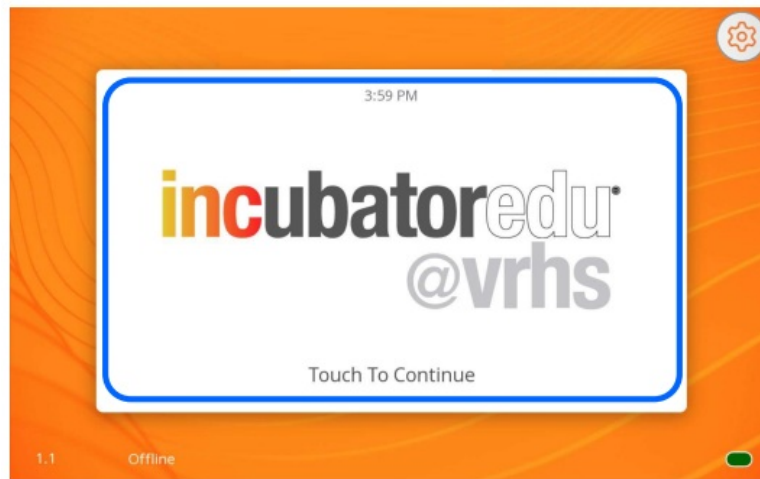 3:59 PM
incubatoredu
@vrhs
Touch To Continue
1.1 Offline